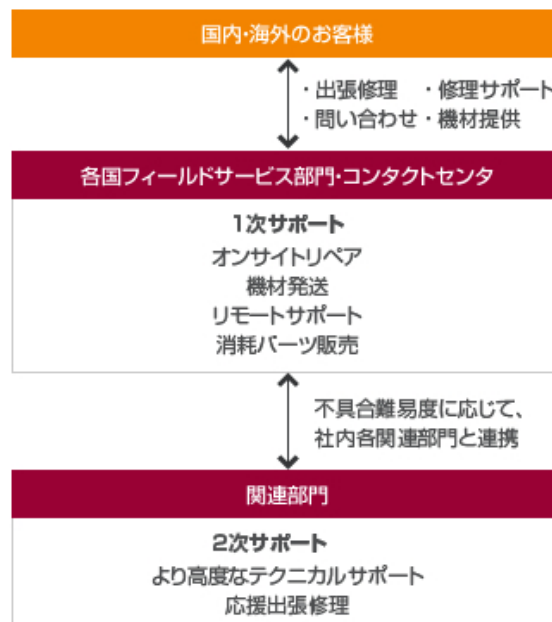 国内・海外のお客様
・出張修理 ・修理サポート
・問い合わせ・機材提供
各国フィールドサービス部門・コンタクトセンタ
1次サポート
オンサイトリペア
機材発送
リモートサポート
消耗パーツ販売
不具合難易度に応じて、
社内各関連部門と連携
関連部門
2次サポート
より高度なテクニカルサポート
応援出張修理